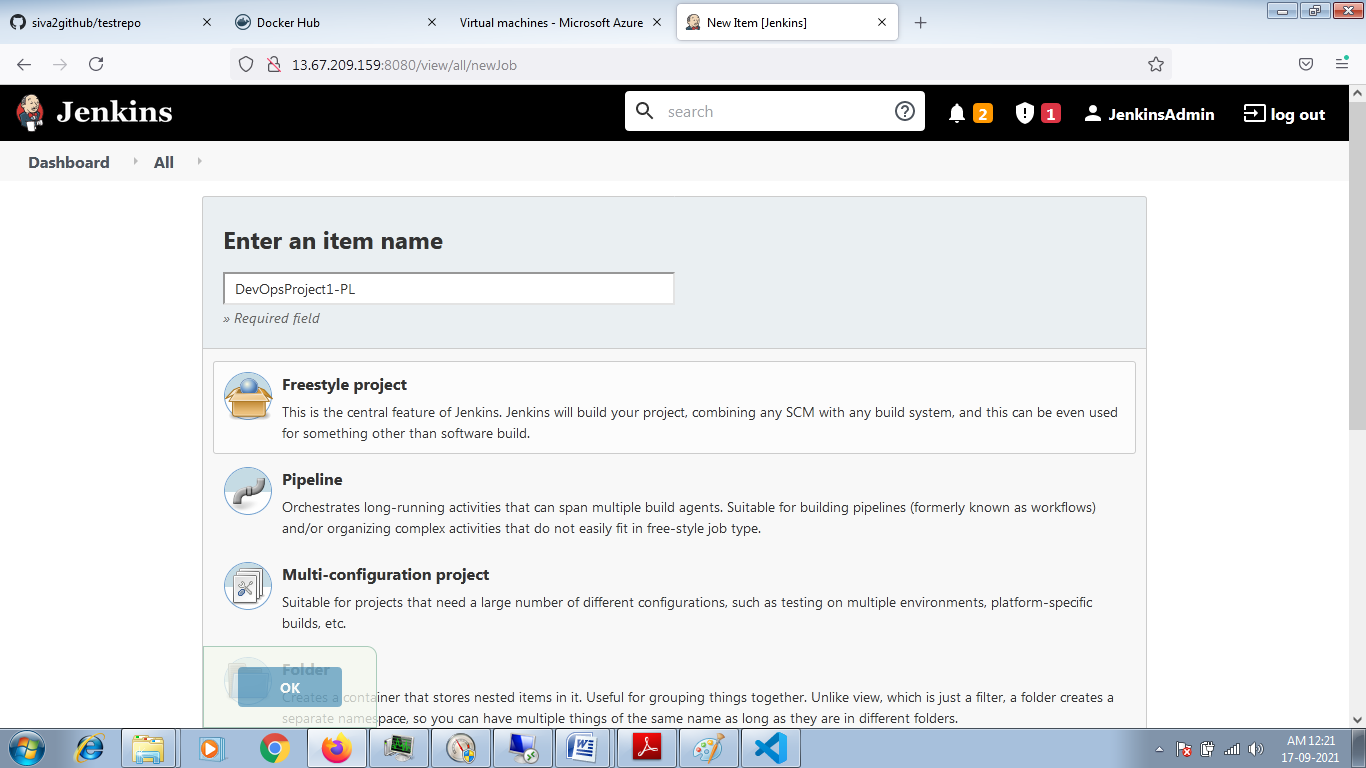 siva2github/testrepo
Docker Hub
Virtual machines - Microsoft Azure
New Item [Jenkins]
13.67.209.159:8080/view/all/newJob
Jenkins
search
2
1
JenkinsAdmin
log out
Dashboard
All
Enter an item name
DevOpsProject1-PL
» Required field
Freestyle project
This is the central feature of Jenkins. Jenkins will build your project, combining any SCM with any build system, and this can be even used
for something other than software build.
Pipeline
Orchestrates long-running activities that can span multiple build agents. Suitable for building pipelines (formerly known as workflows)
and/or organizing complex activities that do not easily fit in free-style job type.
Multi-configuration project
Suitable for projects that need a large number of different configurations, such as testing on multiple environments, platform-specific
builds, etc.
Folder
OK
Creates a container that stores nested items in it. Useful for grouping things together. Unlike view, which is just a filter, a folder creates a
separate namespace, so you can have multiple things of the same name as long as they are in different folders.
AM 12:21
17-09-2021